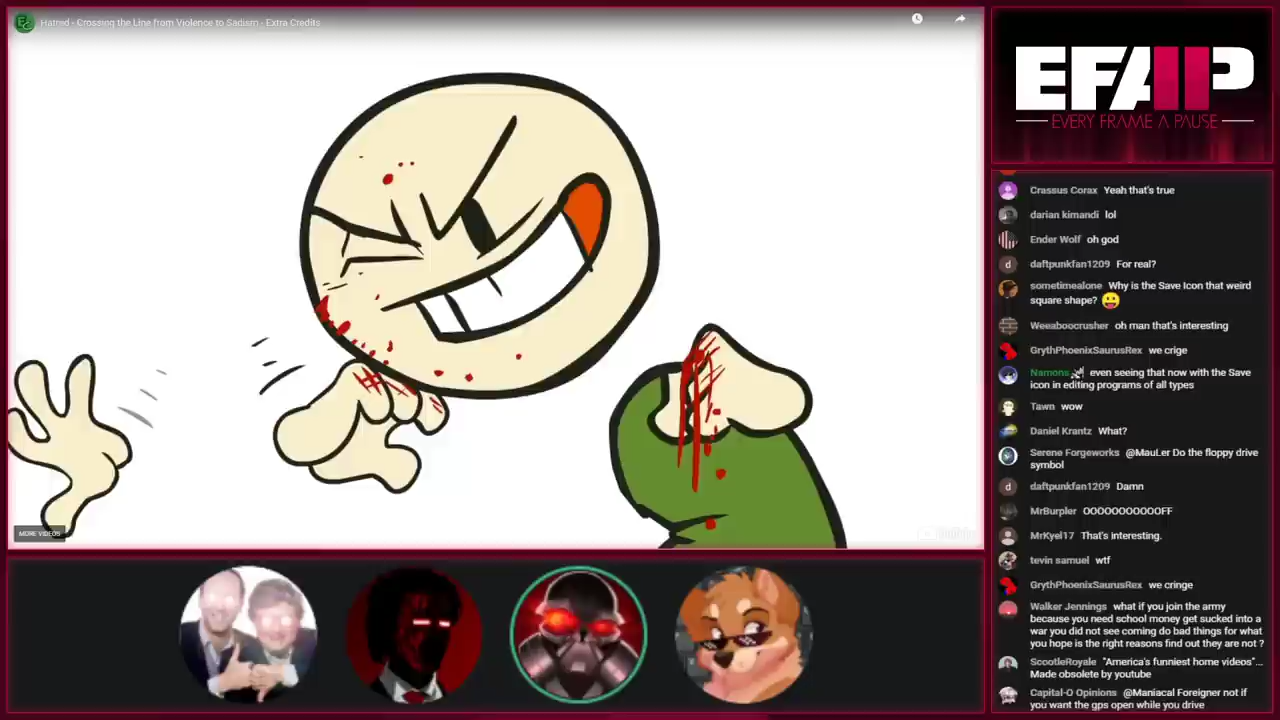 Hatred - Crossing the Line from Violence to Sadism - Extra Credits
MORE VIDEOS
EFAP
EVERY FRAME A PAUSE
Crassus Corax Yeah that's true
darian kimandi lol
Ender Wolf oh god
daftpunkfan1209 For real?
sometimealone Why is the Save Icon that weird
square shape?
Weeaboocrusher oh man that's interesting
GrythPhoenixSaurusRex we crige
Namons even seeing that now with the Save
icon in editing programs of all types
Tawn wow
Daniel Krantz What?
Serene Forgeworks @MauLer Do the floppy drive
symbol
daftpunkfan1209 Damn
MrBurpler OOOOOOOOOOOFF
MrKyel17 That's interesting.
tevin samuel wtf
GrythPhoenixSaurusRex we cringe
Walker Jennings what if you join the army
because you need school money get sucked into a
war you did not see coming do bad things for what
you hope is the right reasons find out they are not ?
ScootleRoyale "America's funniest home videos"...
Made obsolete by youtube
Capital-O Opinions @Maniacal Foreigner not if
you want the gps open while you drive